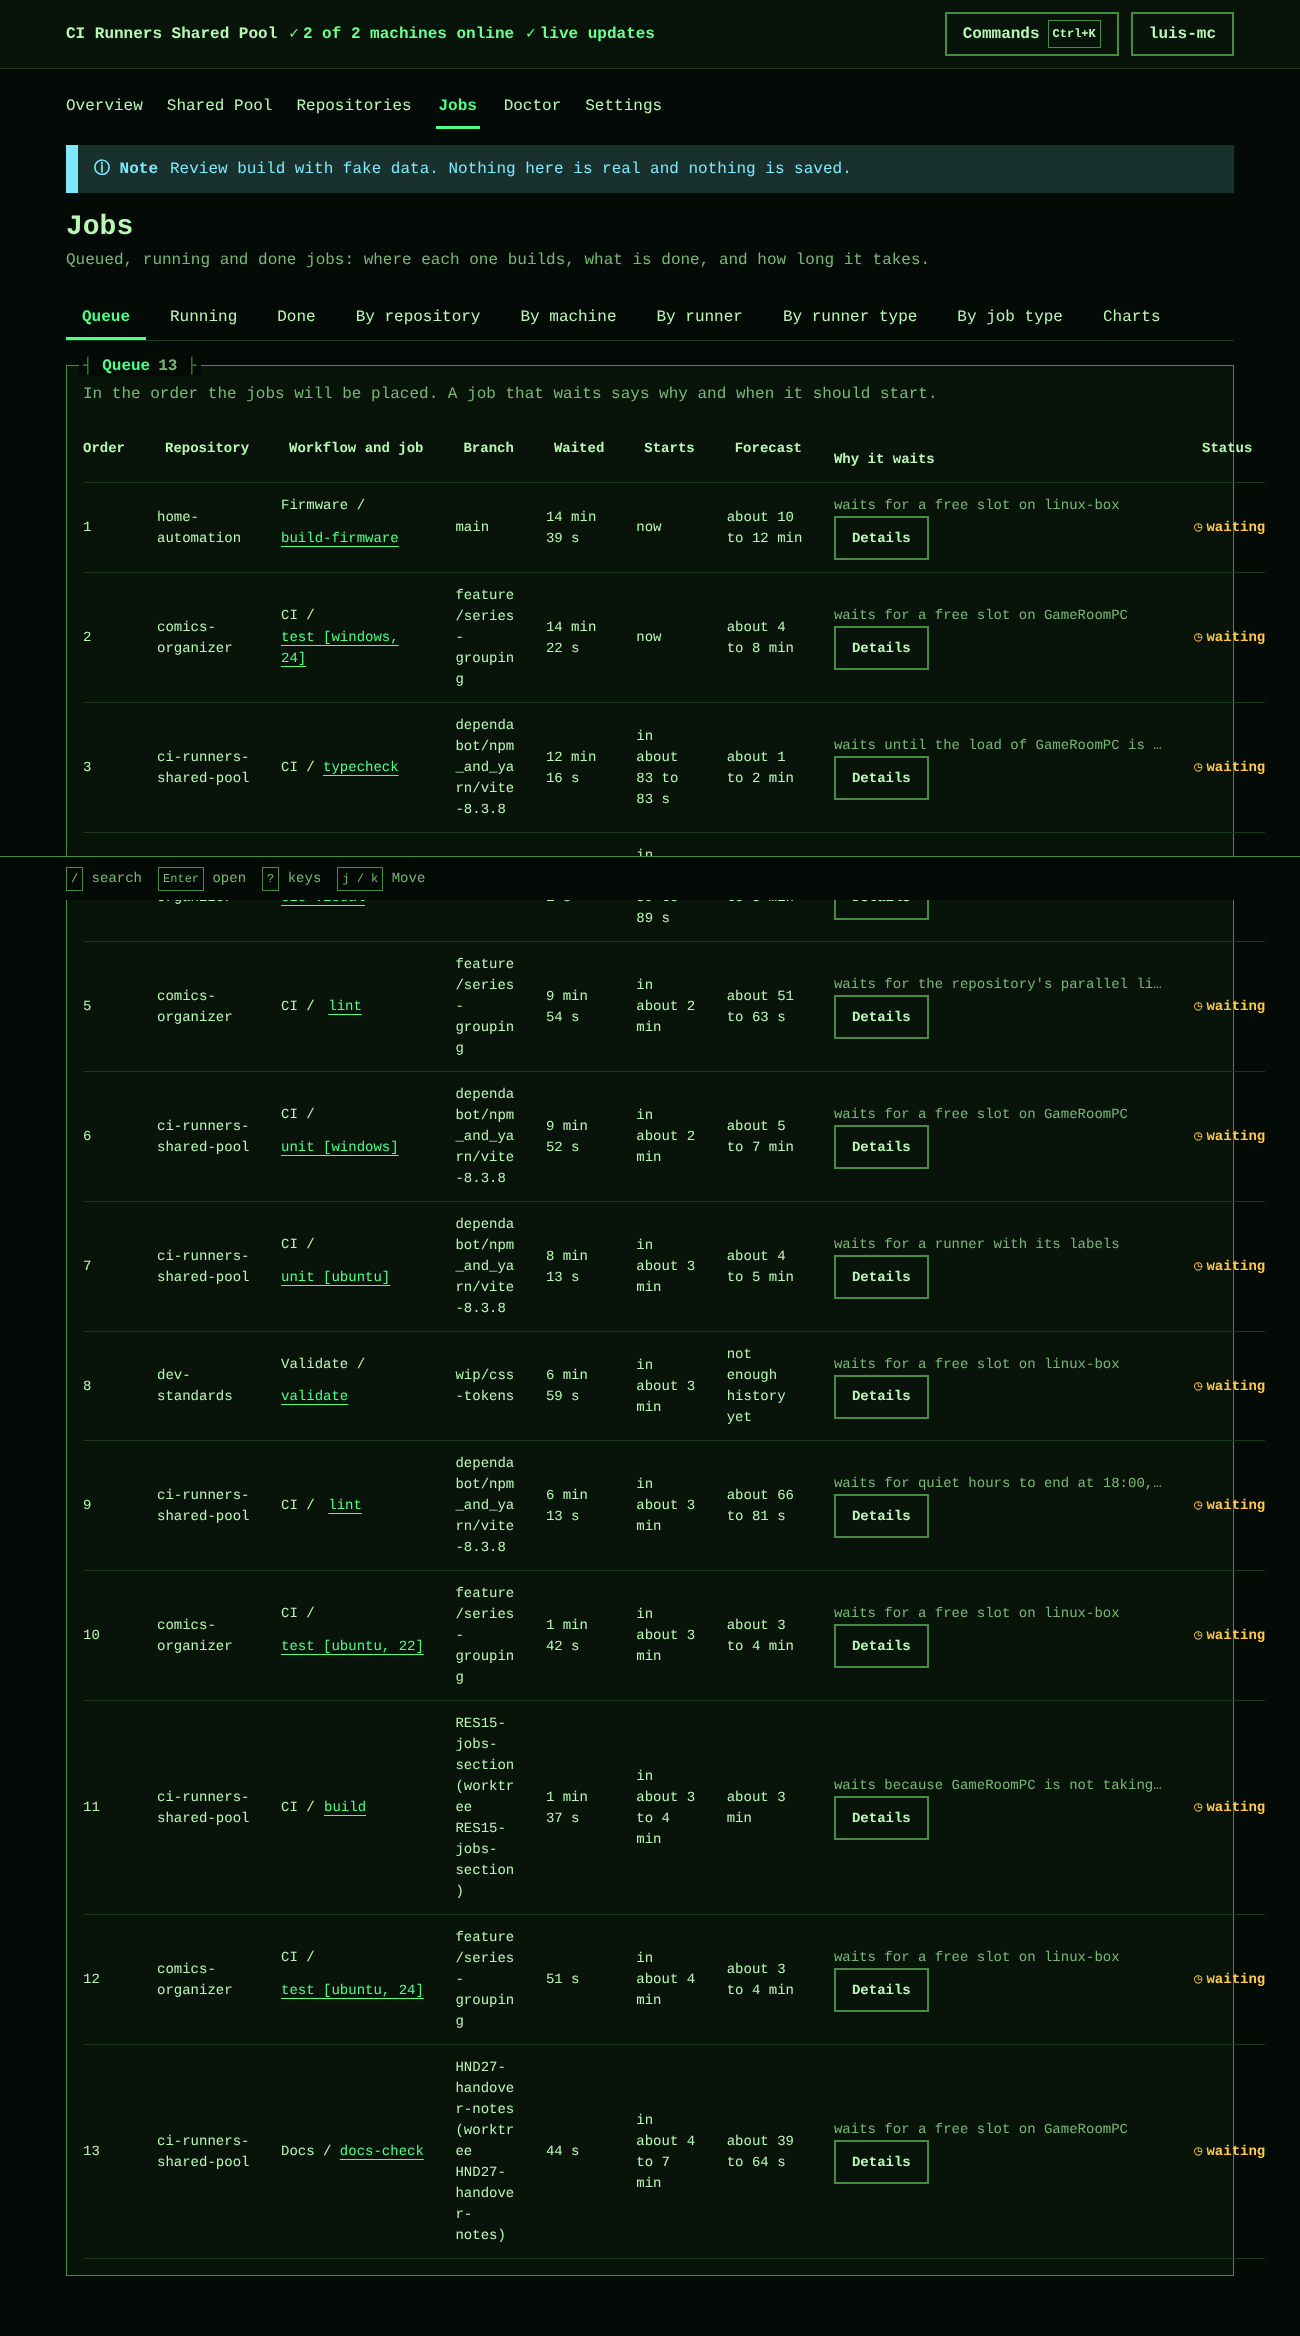 CI Runners Shared Pool ✓ 2 of 2 machines online ✓ live updates Commands Ctrl+K luis-mc
Overview Shared Pool Repositories Jobs Doctor Settings
ⓘ Note Review build with fake data. Nothing here is real and nothing is saved.
Jobs
Queued, running and done jobs: where each one builds, what is done, and how long it takes.
Queue Running Done By repository By machine By runner By runner type By job type Charts
Queue 13
In the order the jobs will be placed. A job that waits says why and when it should start.
Order Repository Workflow and job Branch Waited Starts Forecast Why it waits Status
1 home-automation Firmware / build-firmware main 14 min 39 s now about 10 to 12 min waits for a free slot on linux-box Details waiting
2 comics-organizer CI / test [windows, 24] feature/series-grouping 14 min 22 s now about 4 to 8 min waits for a free slot on GameRoomPC Details waiting
3 ci-runners-shared-pool CI / typecheck dependabot/npm_and_yarn/vite-8.3.8 12 min 16 s in about 83 to 83 s about 1 to 2 min waits until the load of GameRoomPC is … Details waiting
in
/ search Enter open ? keys j / k Move
89 s
5 comics-organizer CI / lint feature/series-grouping 9 min 54 s in about 2 min about 51 to 63 s waits for the repository's parallel li… Details waiting
6 ci-runners-shared-pool CI / unit [windows] dependabot/npm_and_yarn/vite-8.3.8 9 min 52 s in about 2 min about 5 to 7 min waits for a free slot on GameRoomPC Details waiting
7 ci-runners-shared-pool CI / unit [ubuntu] dependabot/npm_and_yarn/vite-8.3.8 8 min 13 s in about 3 min about 4 to 5 min waits for a runner with its labels Details waiting
8 dev-standards Validate / validate wip/css-tokens 6 min 59 s in about 3 min not enough history yet waits for a free slot on linux-box Details waiting
9 ci-runners-shared-pool CI / lint dependabot/npm_and_yarn/vite-8.3.8 6 min 13 s in about 3 min about 66 to 81 s waits for quiet hours to end at 18:00,… Details waiting
10 comics-organizer CI / test [ubuntu, 22] feature/series-grouping 1 min 42 s in about 3 min about 3 to 4 min waits for a free slot on linux-box Details waiting
11 ci-runners-shared-pool CI / build RES15-jobs-section (worktree RES15-jobs-section) 1 min 37 s in about 3 to 4 min about 3 min waits because GameRoomPC is not taking… Details waiting
12 comics-organizer CI / test [ubuntu, 24] feature/series-grouping 51 s in about 4 min about 3 to 4 min waits for a free slot on linux-box Details waiting
13 ci-runners-shared-pool Docs / docs-check HND27-handover-notes (worktree HND27-handover-notes) 44 s in about 4 to 7 min about 39 to 64 s waits for a free slot on GameRoomPC Details waiting